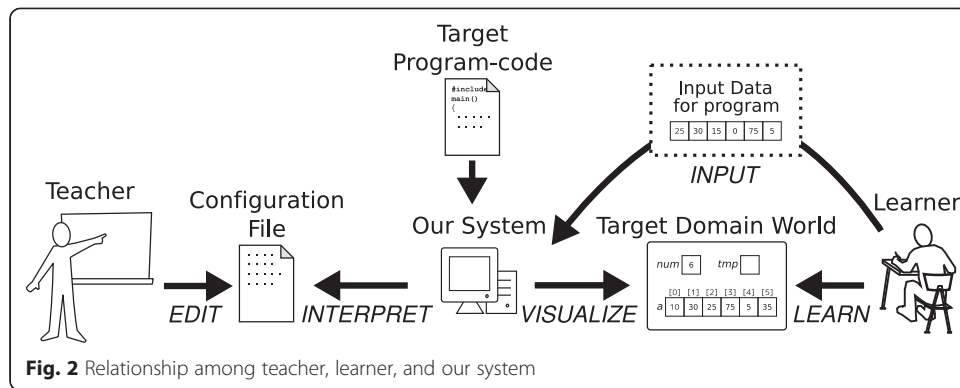 Target
Program-code
#include
main()
{
Input Data
for program
25 30 15 0 75 5
INPUT
Teacher
Configuration
File
Our System
Target Domain World
Learner
num 6 tmp
[0] [1] [2] [3] [4] [5]
a 10 30 25 75 5 35
EDIT
INTERPRET
VISUALIZE
LEARN
Fig. 2 Relationship among teacher, learner, and our system